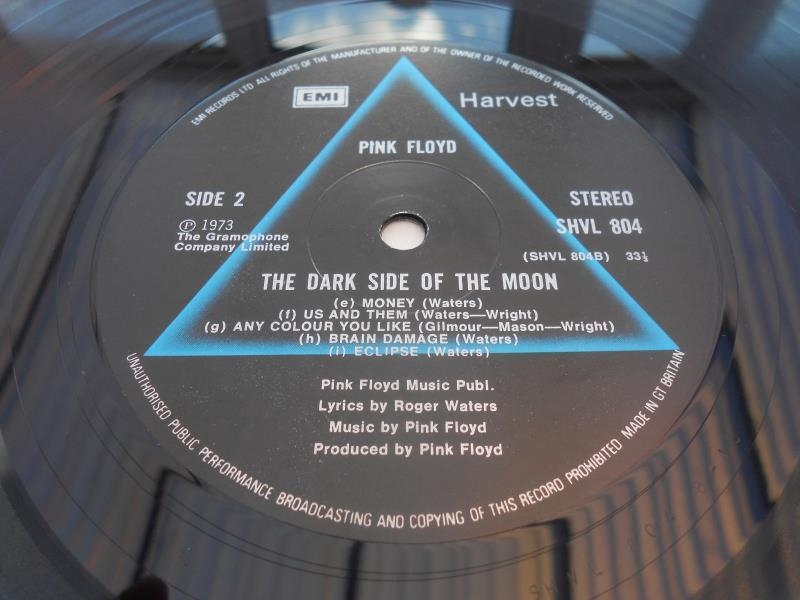 EMI RECORDS LTD ALL RIGHTS OF THE MANUFACTURER AND OF THE OWNER OF THE RECORDED WORK RESERVED
EMI
Harvest
PINK FLOYD
SIDE 2
STEREO
Ⓟ 1973
SHVL 804
The Gramophone
Company Limited
(SHVL 804B) 33⅓
THE DARK SIDE OF THE MOON
(e) MONEY (Waters)
(f) US AND THEM (Waters—Wright)
(g) ANY COLOUR YOU LIKE (Gilmour—Mason—Wright)
(h) BRAIN DAMAGE (Waters)
(i) ECLIPSE (Waters)
Pink Floyd Music Publ.
Lyrics by Roger Waters
Music by Pink Floyd
Produced by Pink Floyd
UNAUTHORISED PUBLIC PERFORMANCE BROADCASTING AND COPYING OF THIS RECORD PROHIBITED MADE IN GT BRITAIN
SHVL